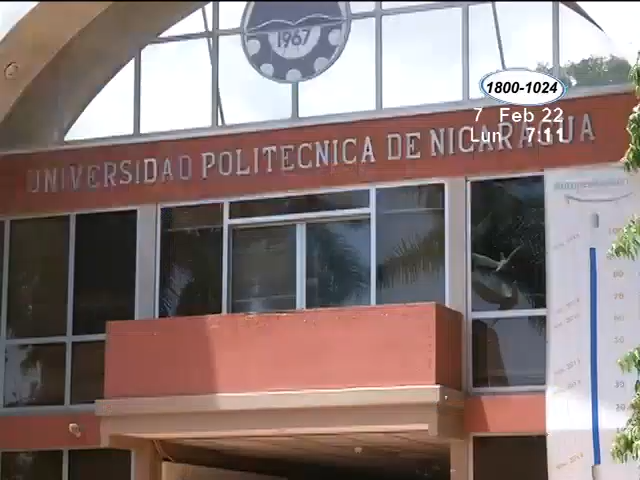 1967
1800-1024
7 Feb 22
Lun 7:11
UNIVERSIDAD POLITECNICA DE NICARAGUA